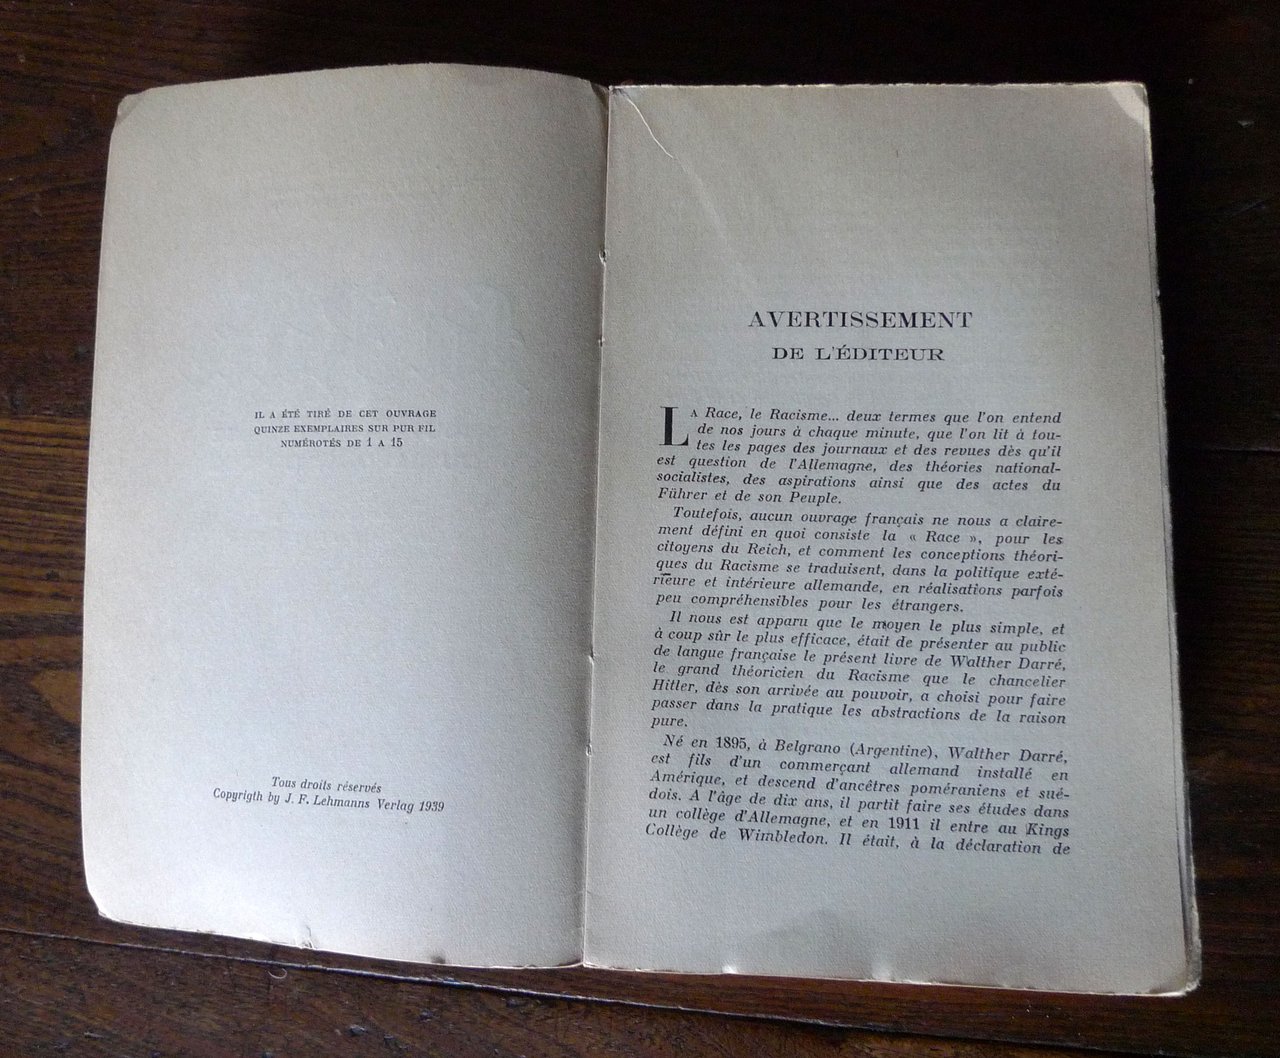 IL A ÉTÉ TIRÉ DE CET OUVRAGE
QUINZE EXEMPLAIRES SUR PUR FIL
NUMÉROTÉS DE 1 A 15
Tous droits réservés
Copyrigth by J. F. Lehmanns Verlag 1939
AVERTISSEMENT
DE L'ÉDITEUR
LA Race, le Racisme... deux termes que l'on entend
de nos jours à chaque minute, que l'on lit à tou-
tes les pages des journaux et des revues dès qu'il
est question de l'Allemagne, des théories national-
socialistes, des aspirations ainsi que des actes du
Führer et de son Peuple.
Toutefois, aucun ouvrage français ne nous a claire-
ment défini en quoi consiste la « Race », pour les
citoyens du Reich, et comment les conceptions théori-
ques du Racisme se traduisent, dans la politique exté-
rieure et intérieure allemande, en réalisations parfois
peu compréhensibles pour les étrangers.
Il nous est apparu que le moyen le plus simple, et
à coup sûr le plus efficace, était de présenter au public
de langue française le présent livre de Walther Darré,
le grand théoricien du Racisme que le chancelier
Hitler, dès son arrivée au pouvoir, a choisi pour faire
passer dans la pratique les abstractions de la raison
pure.
Né en 1895, à Belgrano (Argentine), Walther Darré,
est fils d'un commerçant allemand installé en
Amérique, et descend d'ancêtres poméraniens et sué-
dois. A l'âge de dix ans, il partit faire ses études dans
un collège d'Allemagne, et en 1911 il entre au Kings
Collège de Wimbledon. Il était, à la déclaration de